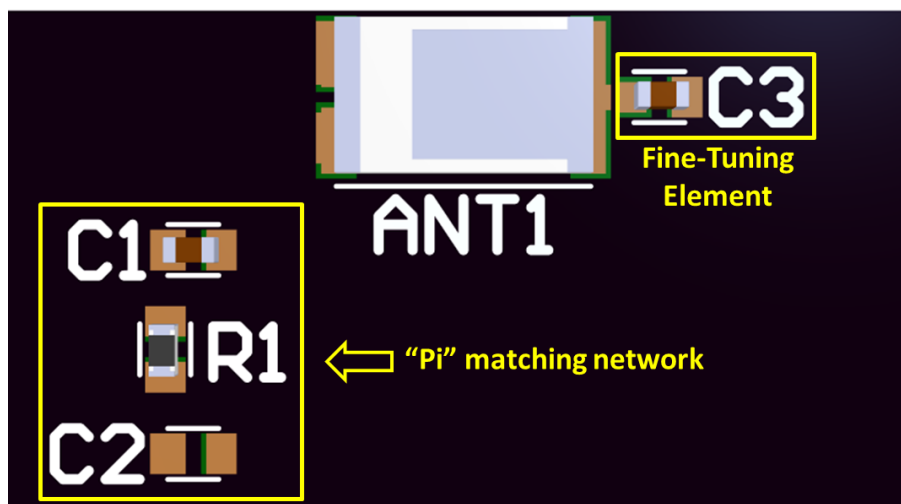 C3
Fine-Tuning
Element
ANT1
C1
R1
“Pi” matching network
C2